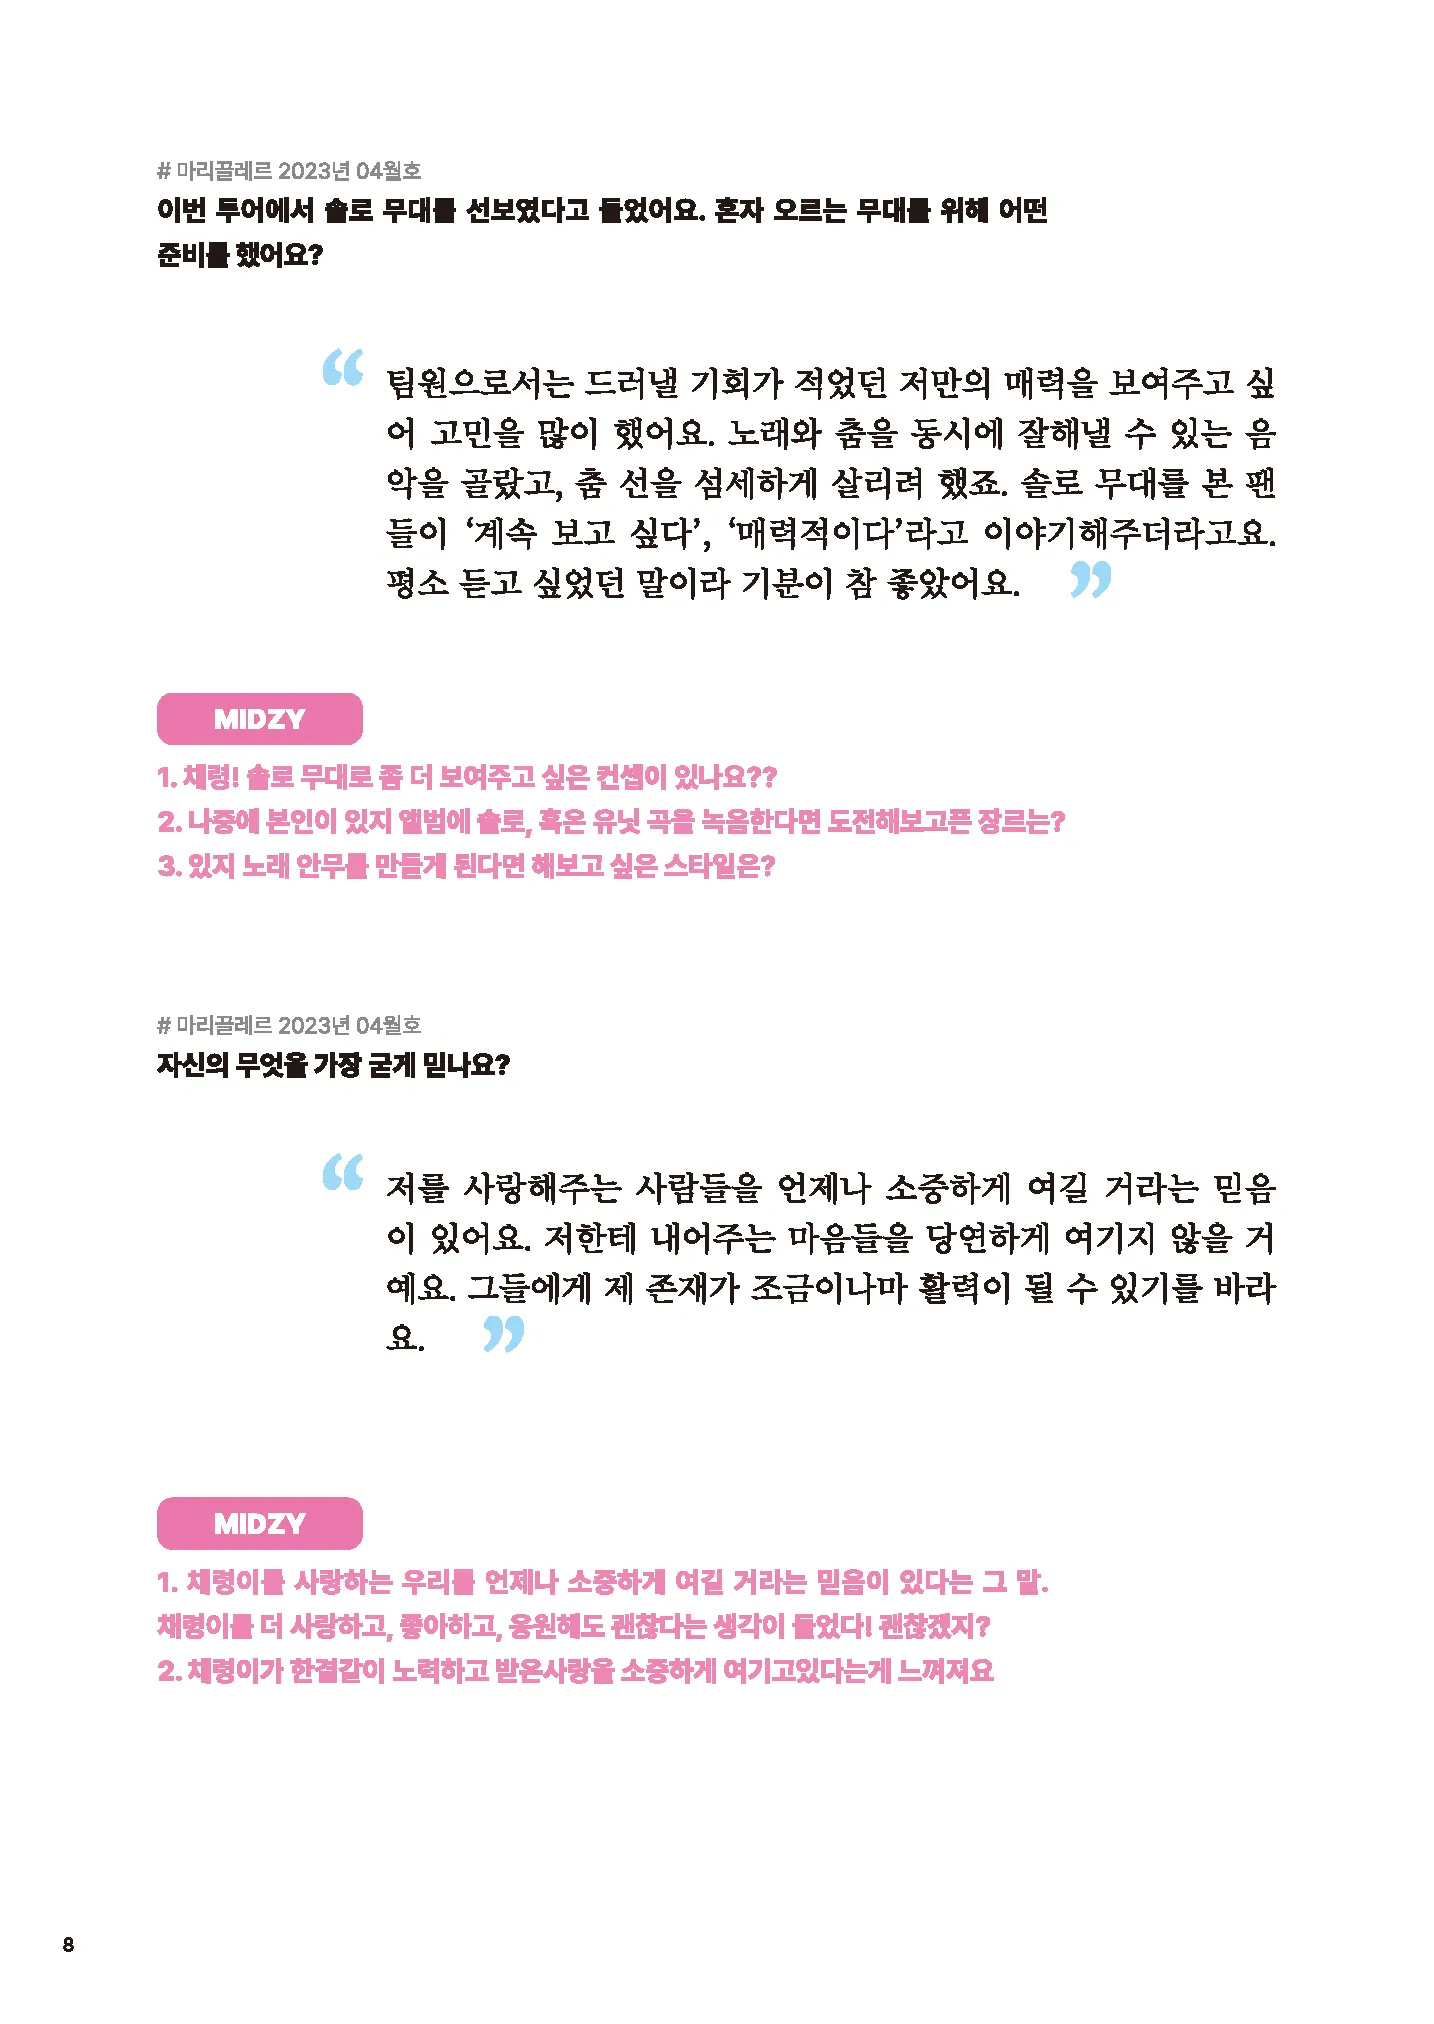 # 마리끌레르 2023년 04월호
이번 투어에서 솔로 무대를 선보였다고 들었어요. 혼자 오르는 무대를 위해 어떤
준비를 했어요?
“ 팀원으로서는 드러낼 기회가 적었던 저만의 매력을 보여주고 싶
어 고민을 많이 했어요. 노래와 춤을 동시에 잘해낼 수 있는 음
악을 골랐고, 춤 선을 섬세하게 살리려 했죠. 솔로 무대를 본 팬
들이 ‘계속 보고 싶다’, ‘매력적이다’라고 이야기해주더라고요.
평소 듣고 싶었던 말이라 기분이 참 좋았어요. ”
MIDZY
1. 채령! 솔로 무대로 좀 더 보여주고 싶은 컨셉이 있나요??
2. 나중에 본인이 있지 앨범에 솔로, 혹은 유닛 곡을 녹음한다면 도전해보고픈 장르는?
3. 있지 노래 안무를 만들게 된다면 해보고 싶은 스타일은?
# 마리끌레르 2023년 04월호
자신의 무엇을 가장 굳게 믿나요?
“ 저를 사랑해주는 사람들을 언제나 소중하게 여길 거라는 믿음
이 있어요. 저한테 내어주는 마음들을 당연하게 여기지 않을 거
예요. 그들에게 제 존재가 조금이나마 활력이 될 수 있기를 바라
요. ”
MIDZY
1. 채령이를 사랑하는 우리를 언제나 소중하게 여길 거라는 믿음이 있다는 그 말.
채령이를 더 사랑하고, 좋아하고, 응원해도 괜찮다는 생각이 들었다! 괜찮겠지?
2. 채령이가 한결같이 노력하고 받은사랑을 소중하게 여기고있다는게 느껴져요
8